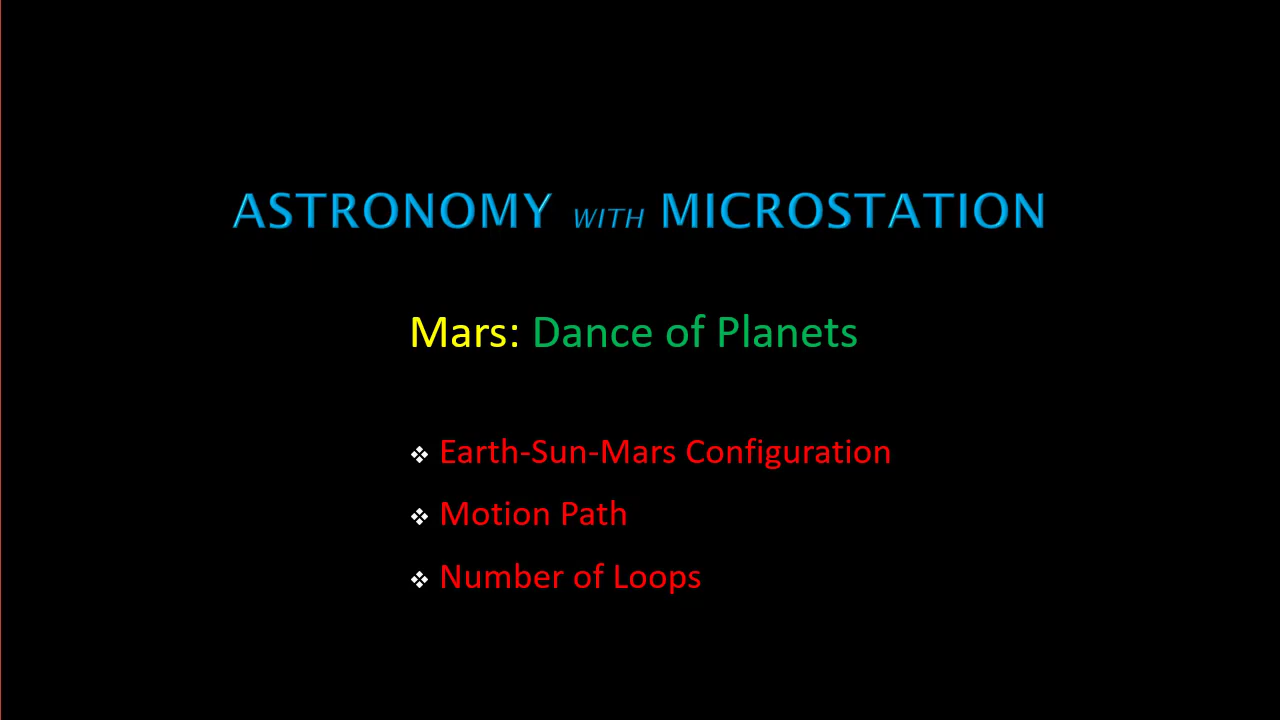 ASTRONOMY WITH MICROSTATION
Mars: Dance of Planets
❖ Earth-Sun-Mars Configuration
❖ Motion Path
❖ Number of Loops